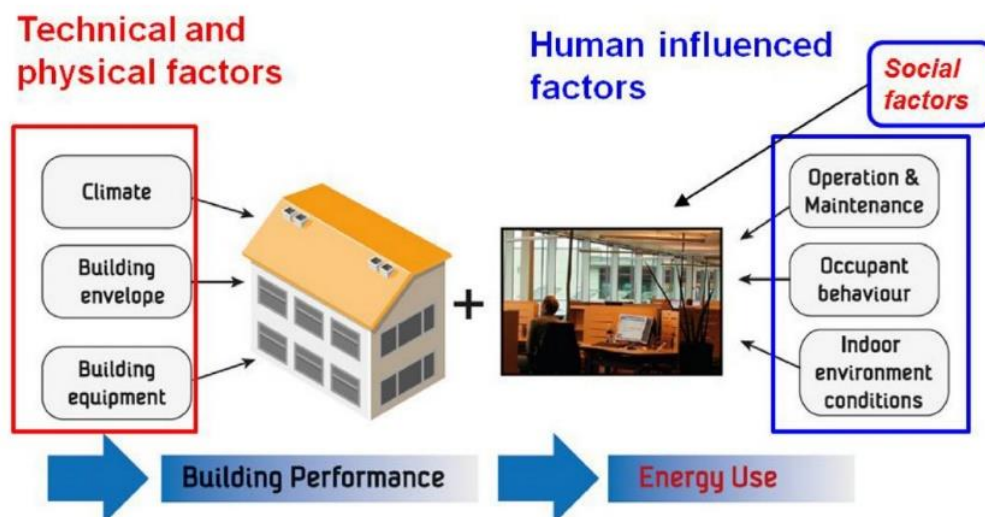 Technical and
physical factors
Climate
Building
envelope
Building
equipment
Human influenced
factors
Social
factors
Operation &
Maintenance
Occupant
behaviour
Indoor
environment
conditions
+
Building Performance
Energy Use